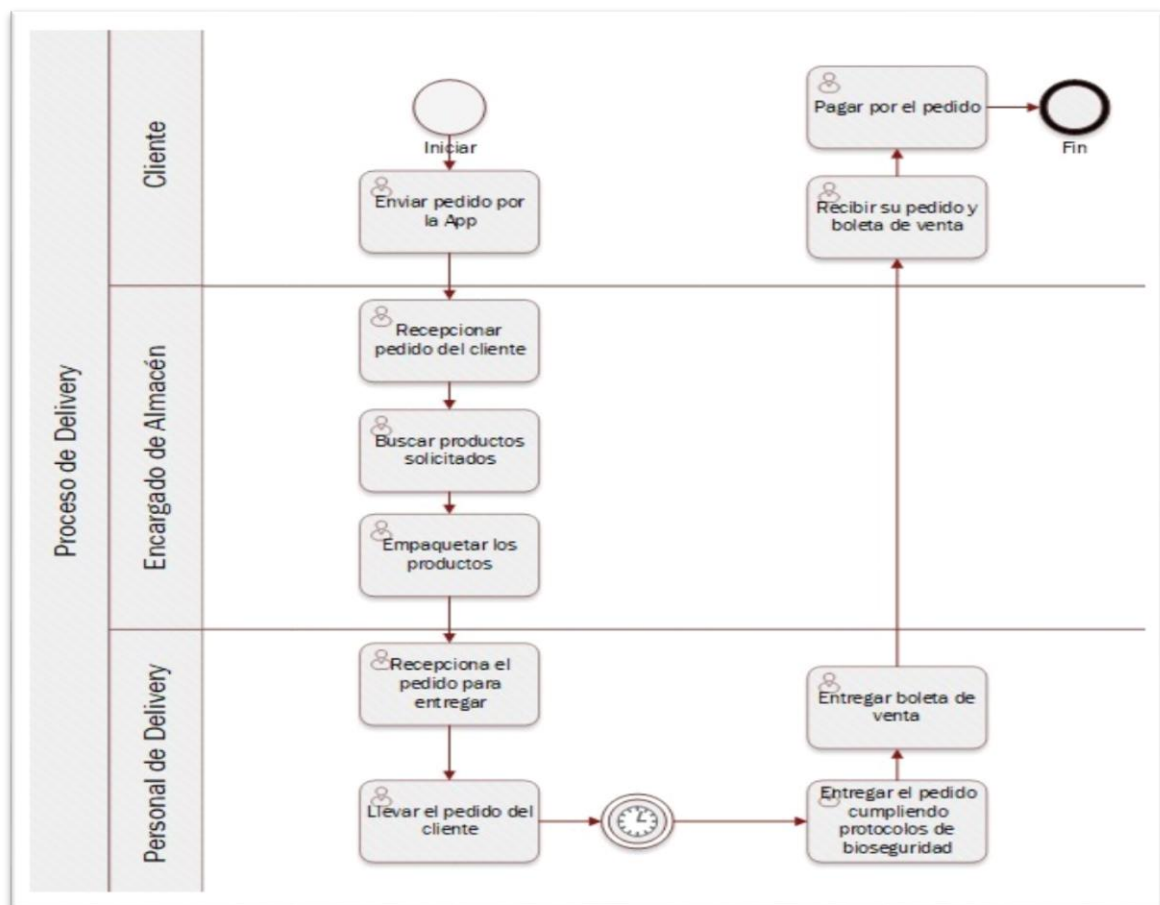 Proceso de Delivery
Cliente
Iniciar
Enviar pedido por
la App
Pagar por el pedido
Fin
Recibir su pedido y
boleta de venta
Encargado de Almacén
Recepcionar
pedido del cliente
Buscar productos
solicitados
Empaquetar los
productos
Personal de Delivery
Recepciona el
pedido para
entregar
Llevar el pedido del
cliente
Entregar el pedido
cumpliendo
protocolos de
bioseguridad
Entregar boleta de
venta